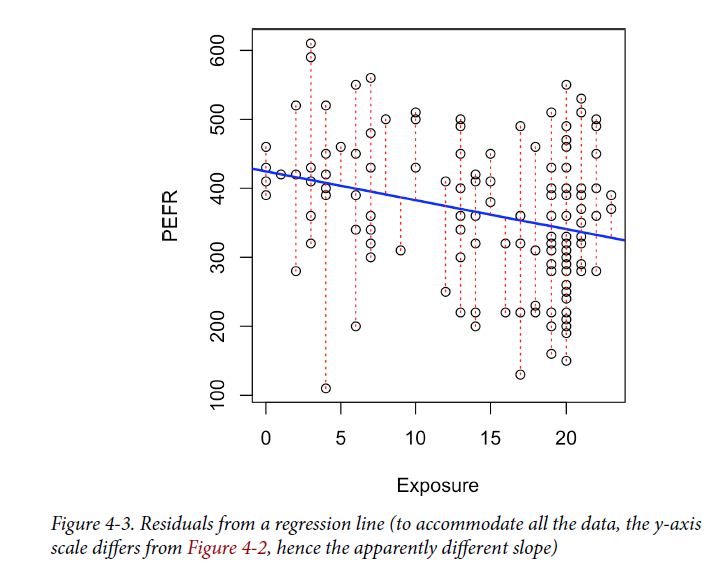 600
500
400
300
200
100
PEFR
0 5 10 15 20
Exposure
Figure 4-3. Residuals from a regression line (to accommodate all the data, the y-axis
scale differs from Figure 4-2, hence the apparently different slope)